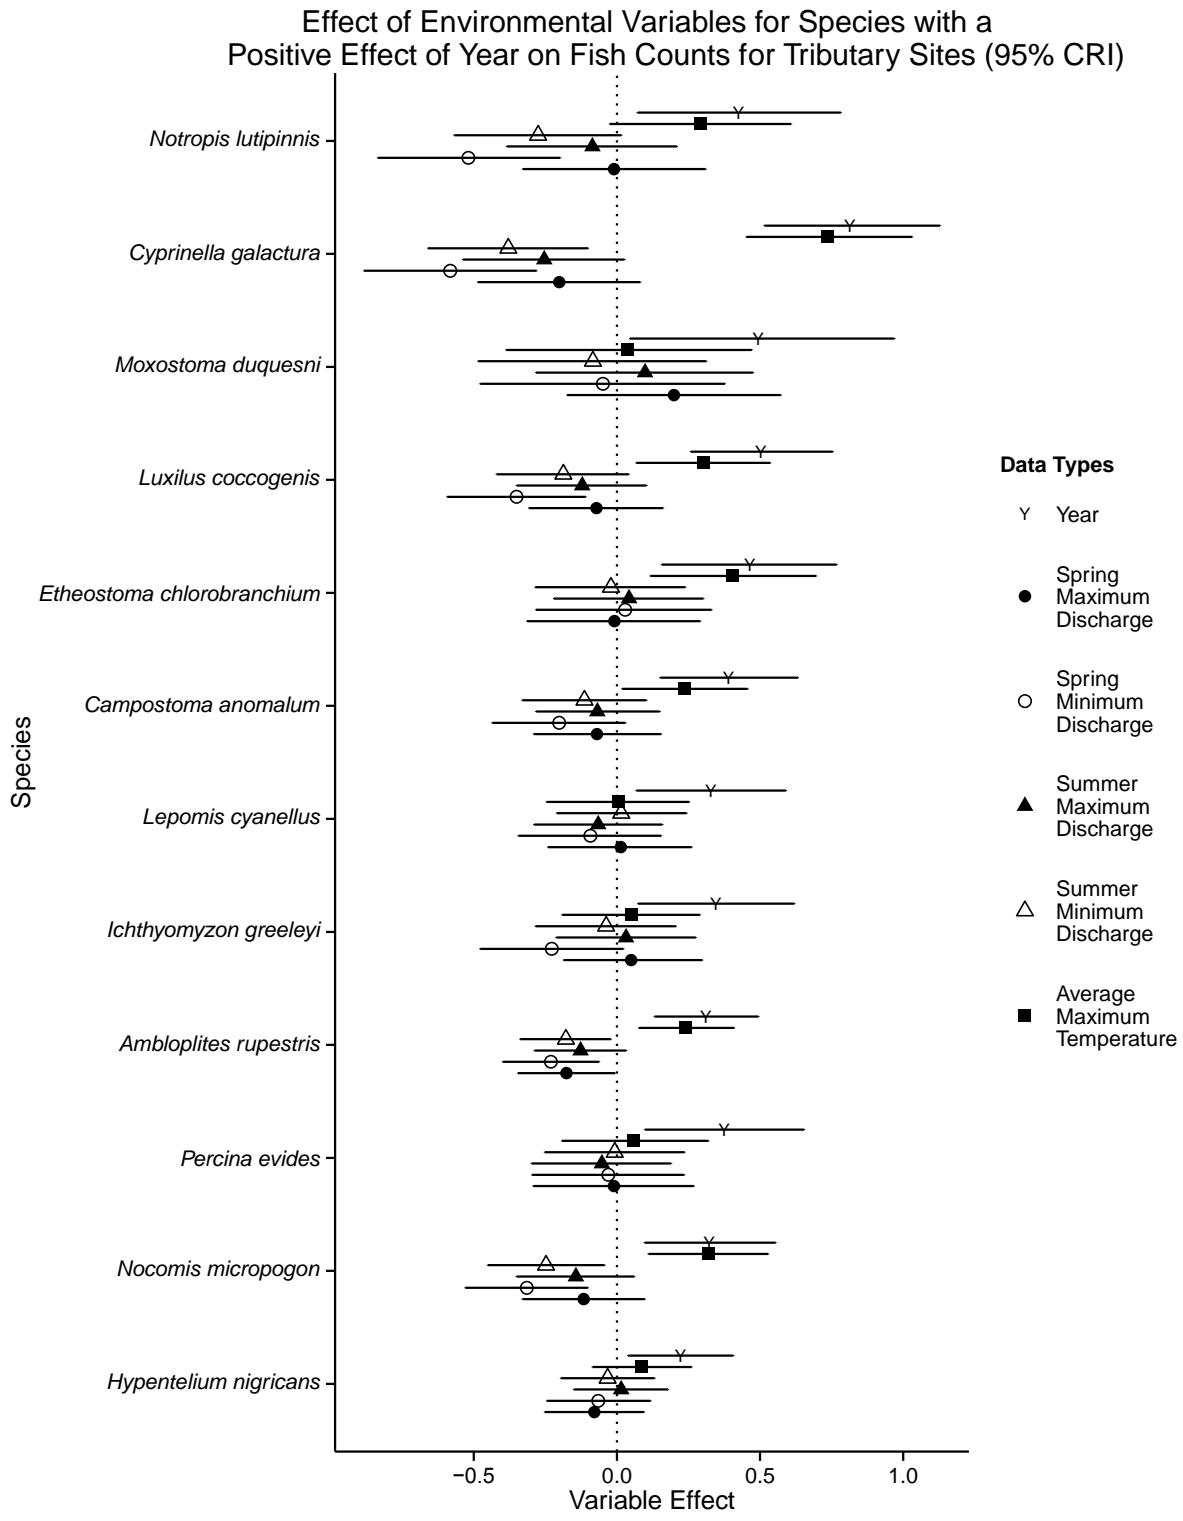 Effect of Environmental Variables for Species with a
Positive Effect of Year on Fish Counts for Tributary Sites (95% CRI)
Species
Notropis lutipinnis
Cyprinella galactura
Moxostoma duquesni
Luxilus coccogenis
Etheostoma chlorobranchium
Campostoma anomalum
Lepomis cyanellus
Ichthyomyzon greeleyi
Ambloplites rupestris
Percina evides
Nocomis micropogon
Hypentelium nigricans
−0.5 0.0 0.5 1.0
Variable Effect
Data Types
Year
Spring
Maximum
Discharge
Spring
Minimum
Discharge
Summer
Maximum
Discharge
Summer
Minimum
Discharge
Average
Maximum
Temperature